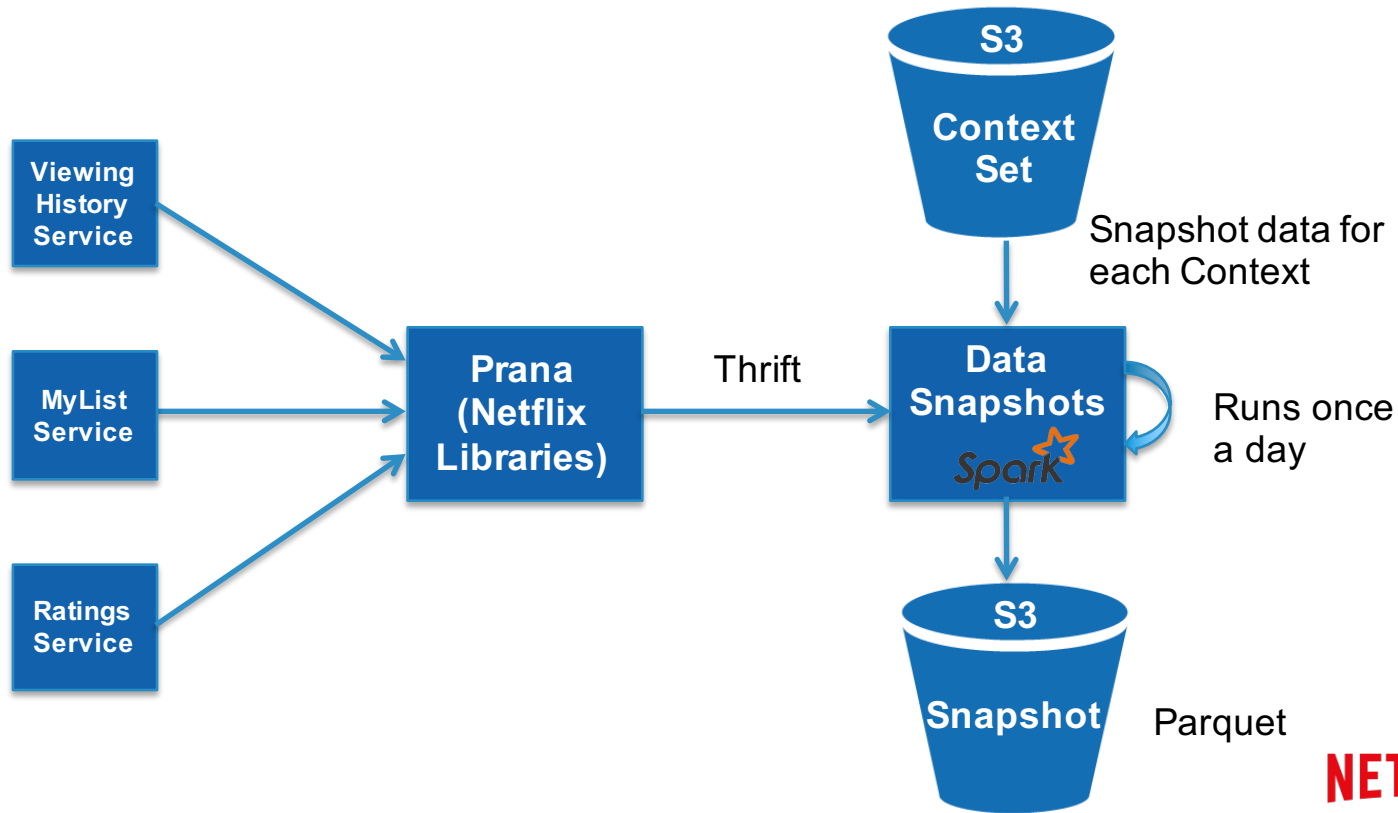 S3
Context
Set
Snapshot data for
each Context
Viewing
History
Service
MyList
Service
Ratings
Service
Prana
(Netflix
Libraries)
Thrift
Data
Snapshots
Spark
Runs once
a day
S3
Snapshot
Parquet
NET